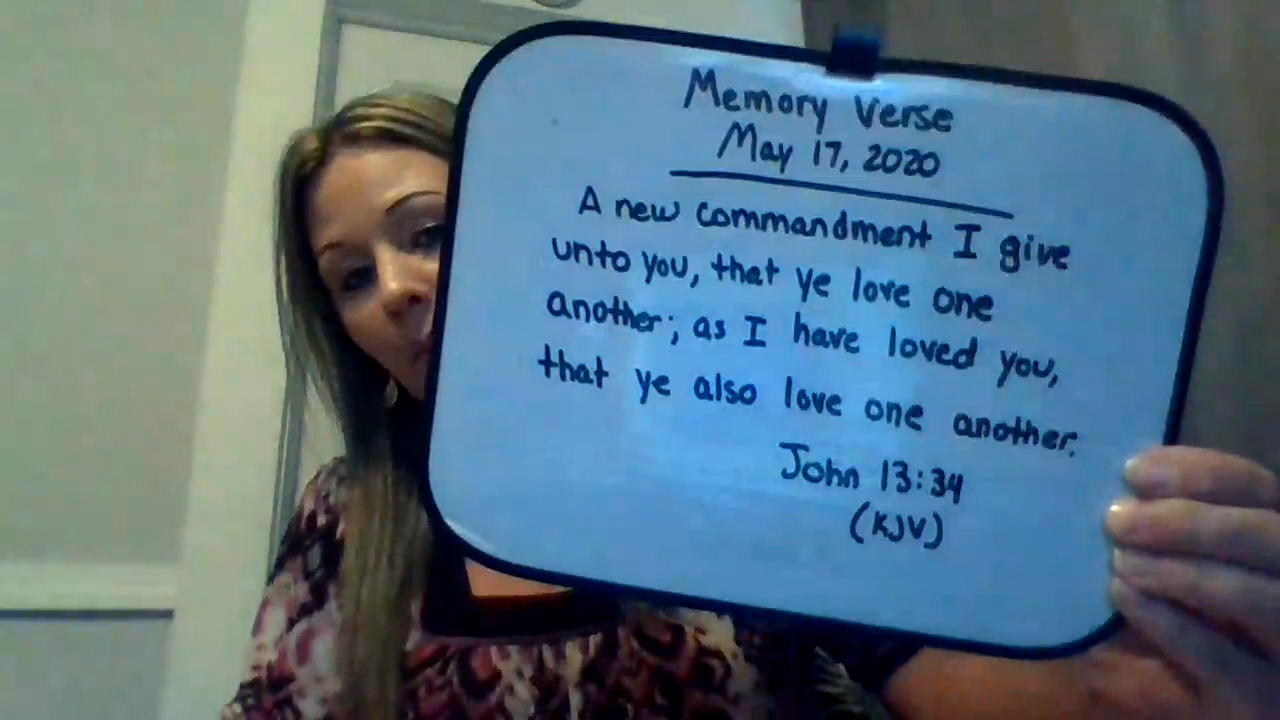 Memory Verse
May 17, 2020
A new commandment I give
unto you, that ye love one
another; as I have loved you,
that ye also love one another.
John 13:34
(KJV)